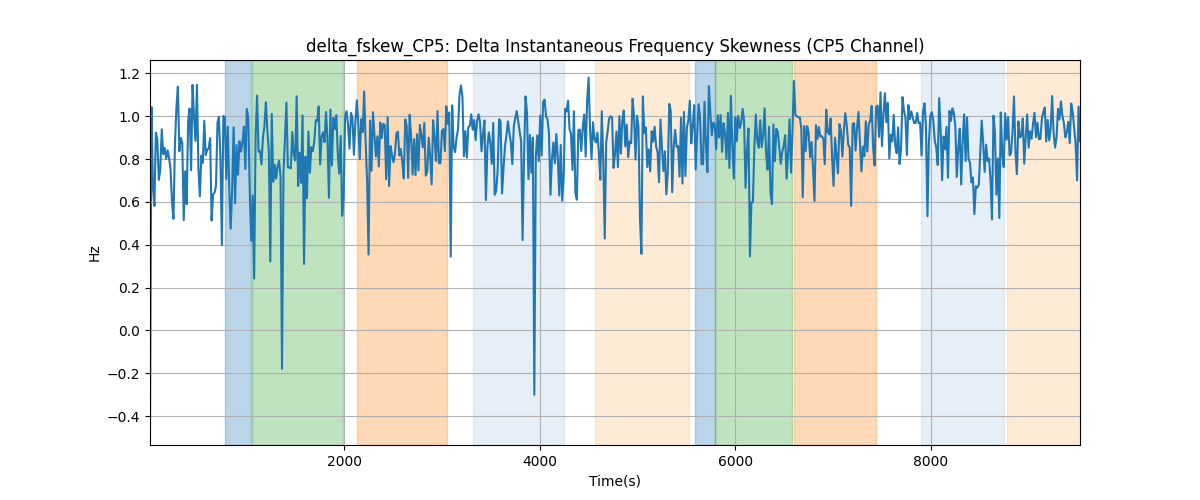 delta_fskew_CP5: Delta Instantaneous Frequency Skewness (CP5 Channel)
1.2
1.0
0.8
0.6
0.4
0.2
0.0
−0.2
−0.4
Hz
2000 4000 6000 8000
Time(s)